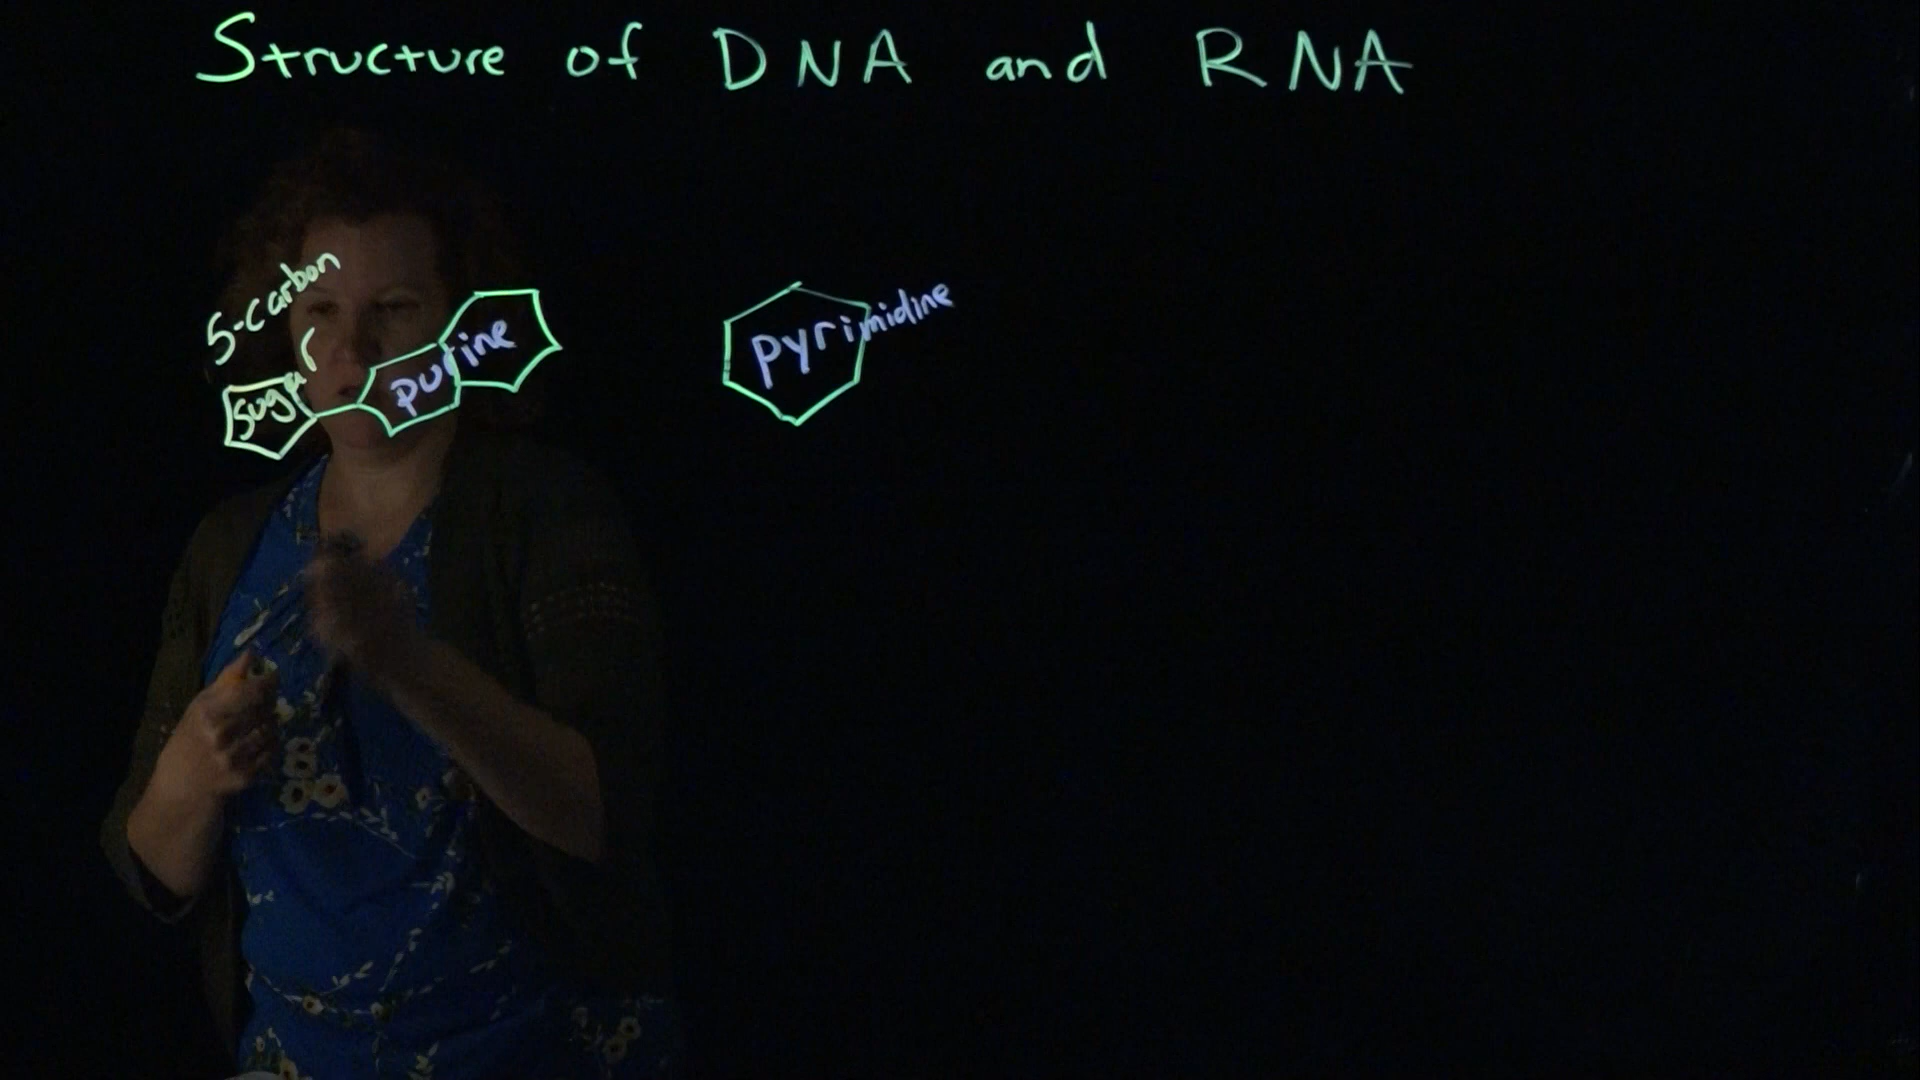 Structure of DNA and RNA
5-carbon
sugar
purine
pyrimidine